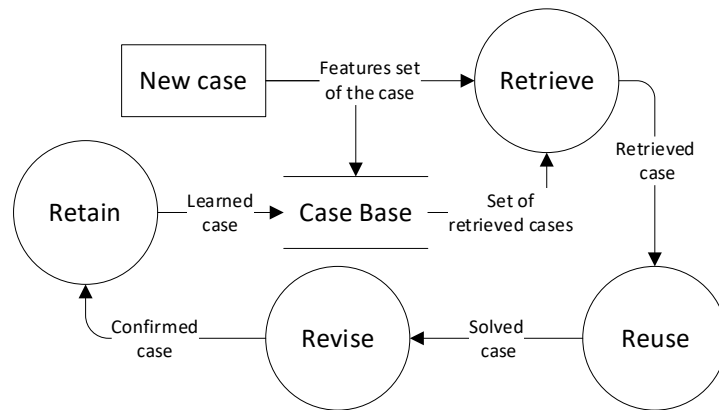 New case
Features set
of the case
Retrieve
Retrieved
case
Retain
Learned
case
Case Base
Set of
retrieved cases
Confirmed
case
Revise
Solved
case
Reuse